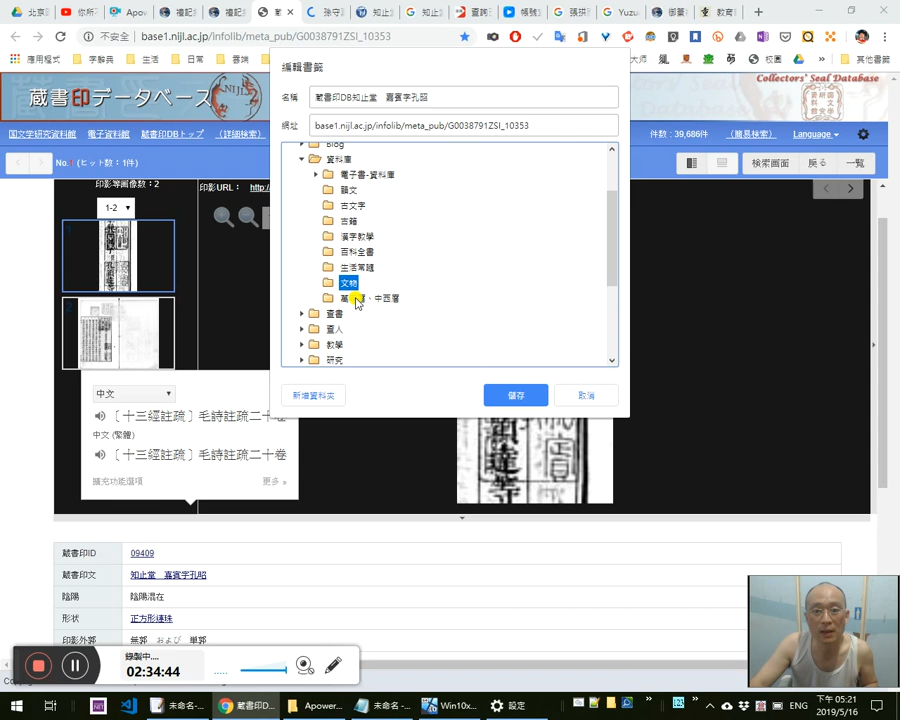 北京
你所
Apow
禮記
禮記
蔵
張守
知止
知止
查詢
帳號
張拼
Yuzu
御纂
教育
不安全
base1.nijl.ac.jp/infolib/meta_pub/G0038791ZSI_10353
應用程式
字辭典
生活
日常
雲端
校園
其他書籤
蔵書印データベース
NIJL
Collectors' Seal Database
国文学研究資料館
電子資料館
蔵書印DBトップ
(詳細検索)
件数:39,686件
(簡易検索)
Language
No.1 (ヒット数:1件)
検索画面
戻る
一覧
印影等画像数:2
印影URL:
1-2
編輯書籤
名稱
蔵書印DB知止堂 嘉賓字孔昭
網址
base1.nijl.ac.jp/infolib/meta_pub/G0038791ZSI_10353
Blog
資料庫
電子書-資料庫
韻文
古文字
古籍
漢字教學
百科全書
生活常識
文物
中西曆
查書
查人
教學
研究
新增資料夾
儲存
取消
中文
〔十三經註疏〕毛詩註疏二十卷
中文 (繁體)
〔十三經註疏〕毛詩註疏二十卷
擴充功能選項
更多 »
蔵書印ID
09409
蔵書印文
知止堂 嘉賓字孔昭
陰陽
陰陽混在
形状
正方形連珠
印影外郭
無郭 および 単郭
錄製中....
02:34:44
未命名-
蔵書印D...
Apower...
未命名 -...
Win10x...
設定
ENG
下午 05:21
2019/5/16